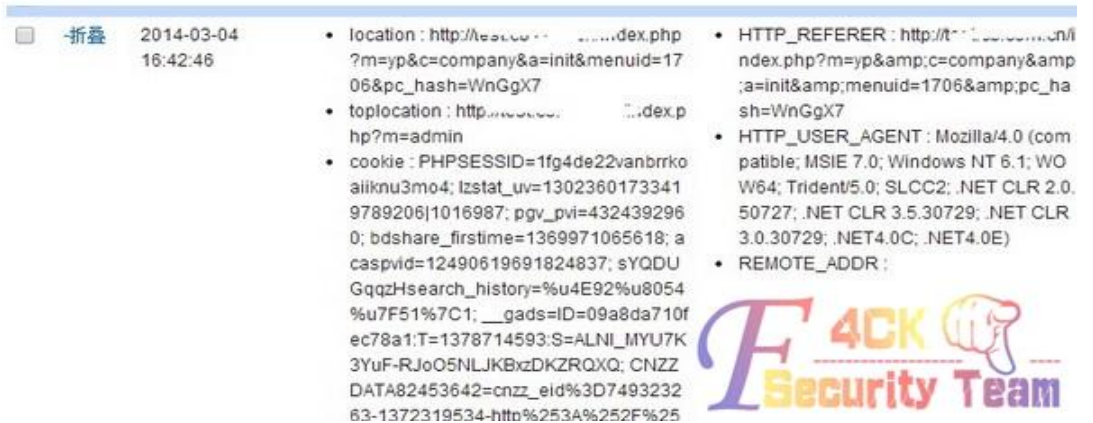 -折叠
2014-03-04
16:42:46
• location : http://
dex.php
?m=yp&c=company&a=init&menuid=17
06&pc_hash=WnGgX7
• toplocation : http
dex.p
hp?m=admin
• cookie : PHPSESSID=1fg4de22vanbrrko
aiiknu3mo4; lzstat_uv=1302360173341
9789206|1016987; pgv_pvi=432439296
0; bdshare_firstime=1369971065618; a
caspvid=12490619691824837; sYQDU
GqqzHsearch_history=%u4E92%u8054
%u7F51%7C1; __gads=ID=09a8da710f
ec78a1:T=1378714593:S=ALNI_MYU7K
3YuF-RJoO5NLJKBxzDKZRQXQ; CNZZ
DATA82453642=cnzz_eid%3D7493232
63-1372319534-http%253A%252F%25
• HTTP_REFERER : http://t
.cn/i
ndex.php?m=yp&amp;c=company&amp
;a=init&amp;menuid=1706&amp;pc_ha
sh=WnGgX7
• HTTP_USER_AGENT : Mozilla/4.0 (com
patible; MSIE 7.0; Windows NT 6.1; WO
W64; Trident/5.0; SLCC2; .NET CLR 2.0.
50727; .NET CLR 3.5.30729; .NET CLR
3.0.30729; .NET4.0C; .NET4.0E)
• REMOTE_ADDR :
F4CK
Security Team